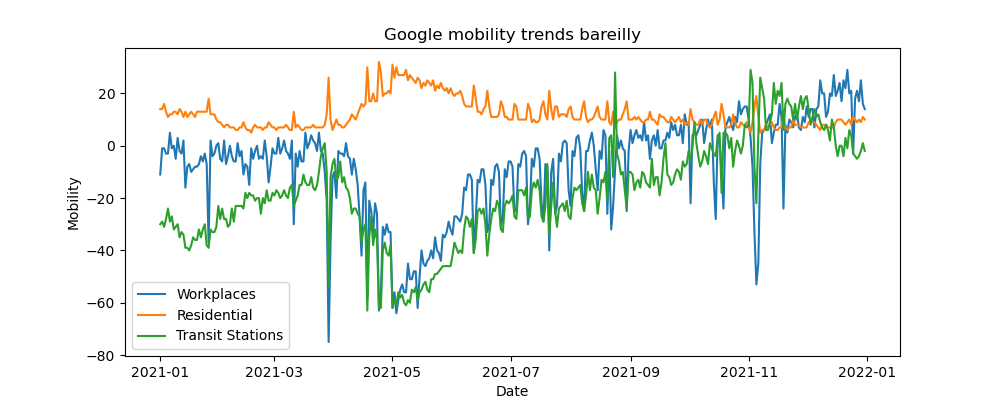 Google mobility trends bareilly
Mobility
20
0
−20
−40
−60
−80
Workplaces
Residential
Transit Stations
2021-01 2021-03 2021-05 2021-07 2021-09 2021-11 2022-01
Date